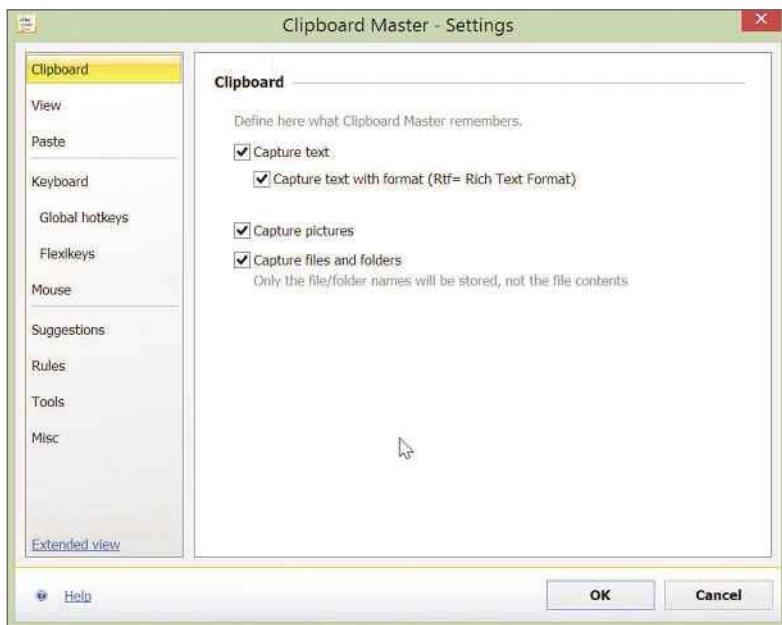 Clipboard Master - Settings
Clipboard
View
Paste
Keyboard
Global hotkeys
Flexikeys
Mouse
Suggestions
Rules
Tools
Misc
Extended view
Clipboard
Define here what Clipboard Master remembers.
Capture text
Capture text with format (Rtf= Rich Text Format)
Capture pictures
Capture files and folders
Only the file/folder names will be stored, not the file contents
Help
OK
Cancel